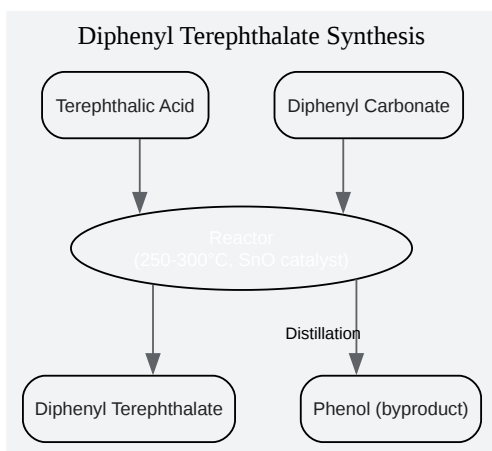 Diphenyl Terephthalate Synthesis
Terephthalic Acid
Diphenyl Carbonate
Reactor
(250-300°C, SnO catalyst)
Distillation
Diphenyl Terephthalate
Phenol (byproduct)